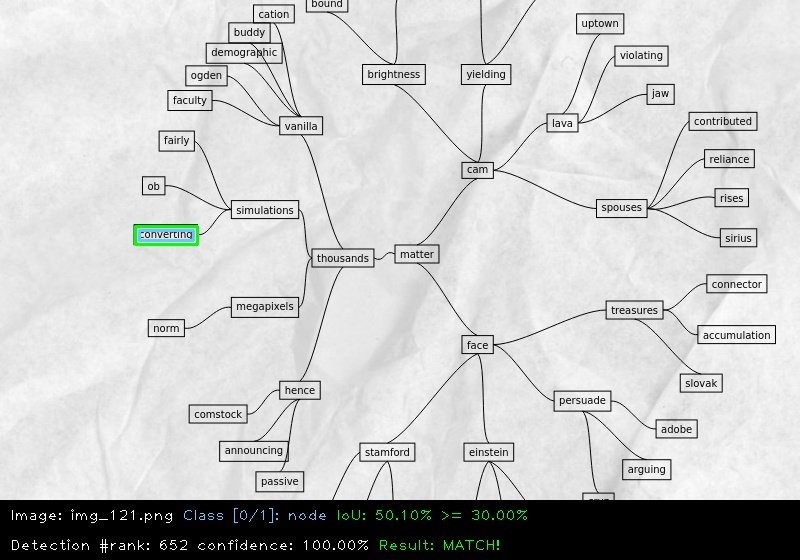 bound
cation
buddy
demographic
ogden
faculty
vanilla
brightness
yielding
uptown
violating
jaw
lava
contributed
fairly
cam
reliance
ob
rises
simulations
spouses
converting
sirius
thousands
matter
connector
megapixels
treasures
norm
accumulation
face
slovak
hence
persuade
comstock
adobe
announcing
stamford
einstein
arguing
passive
Image: img_121.png Class [0/1]: node IoU: 50.10% >= 30.00%
Detection #rank: 652 confidence: 100.00% Result: MATCH!